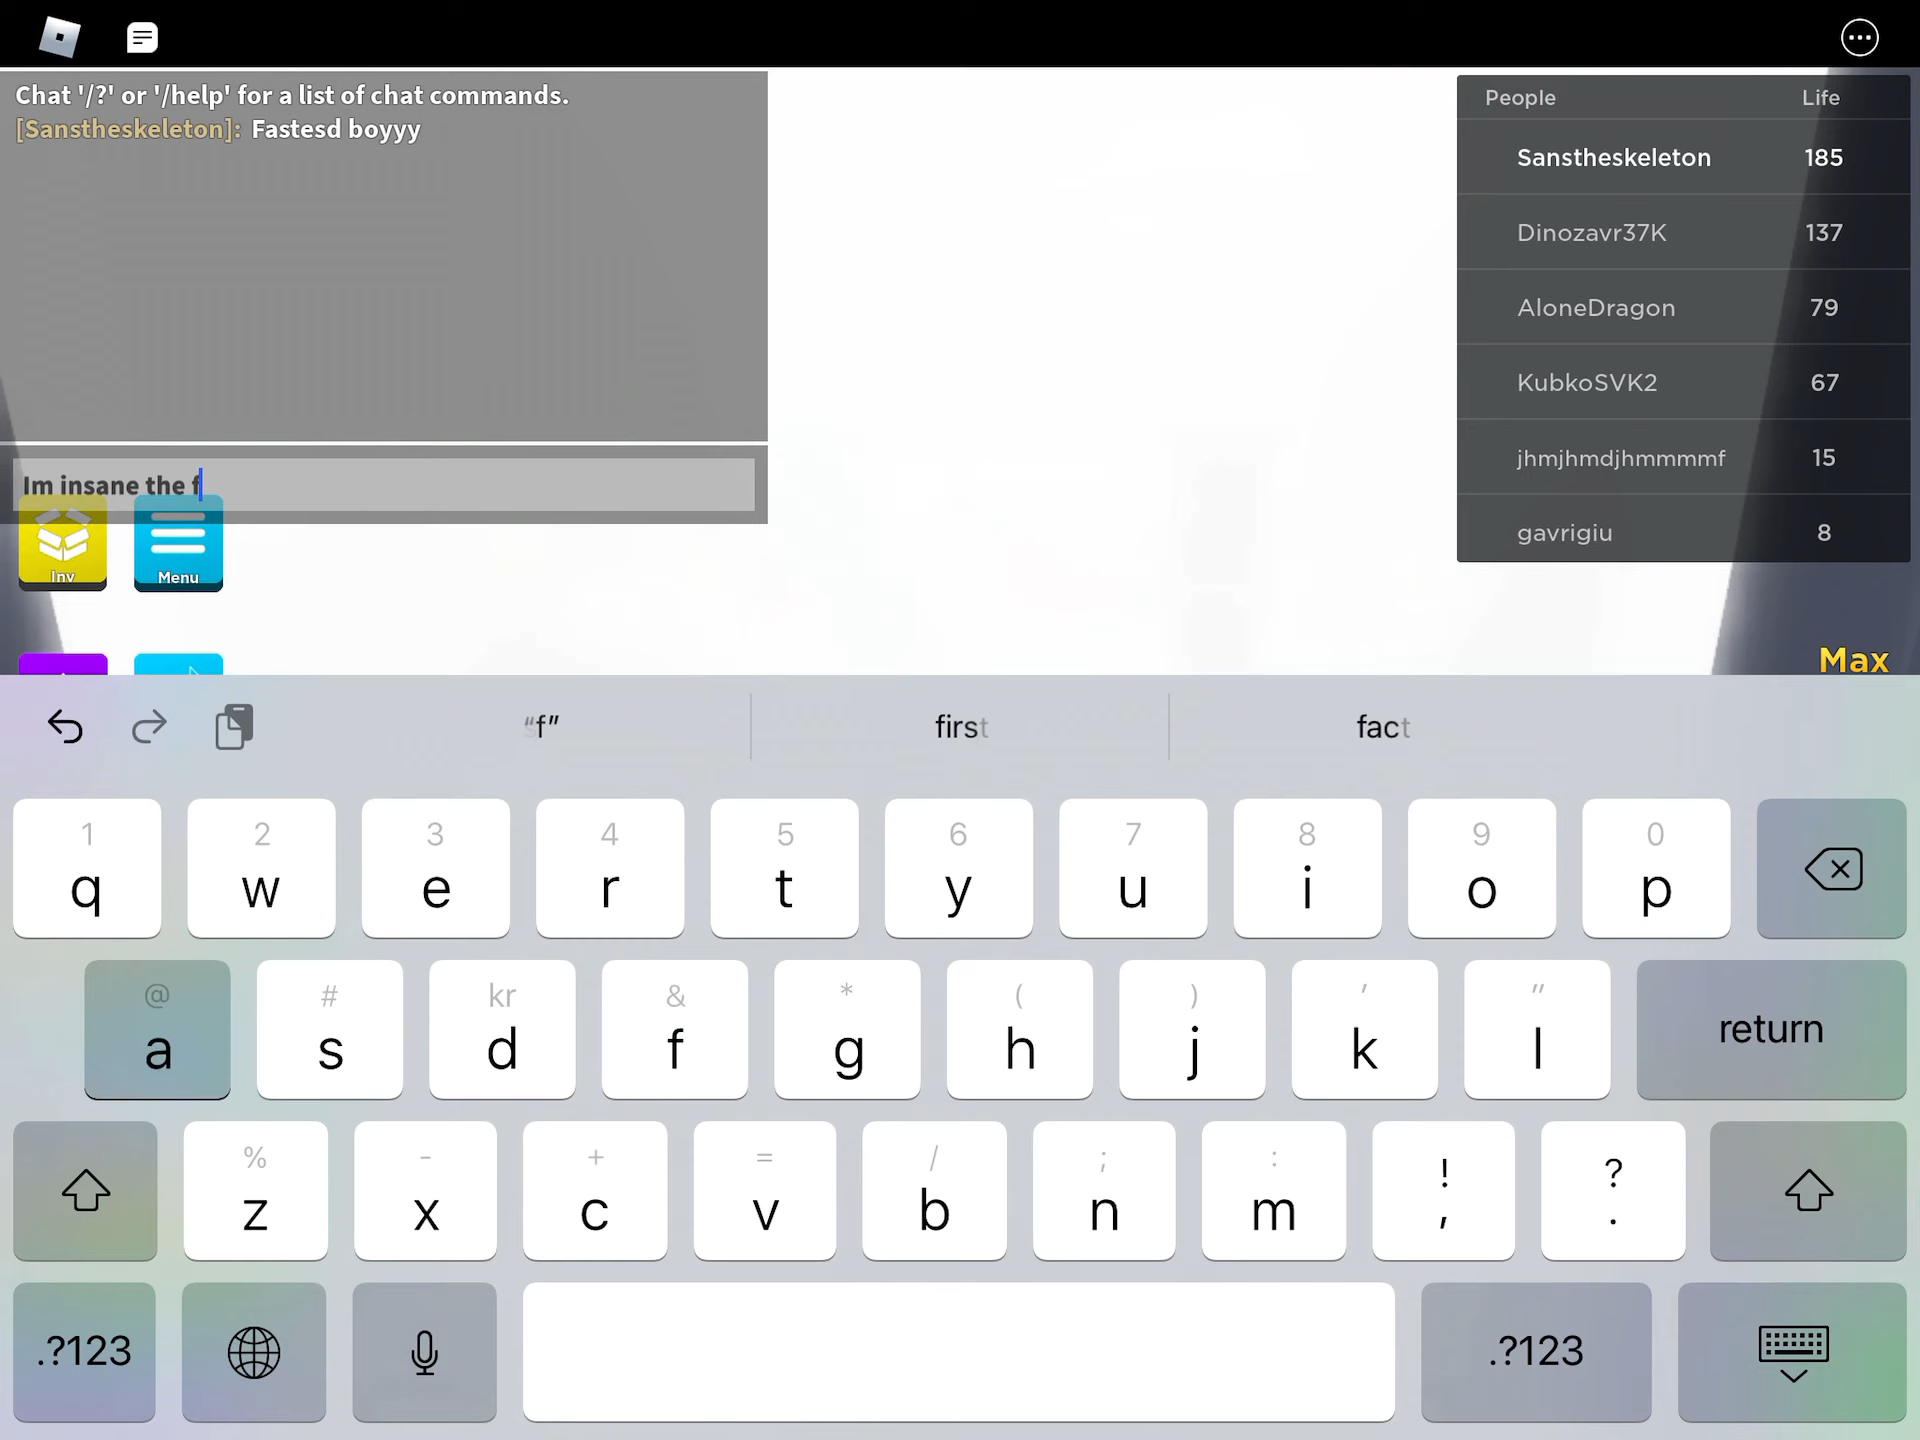 Chat '/?' or '/help' for a list of chat commands.
[Sanstheskeleton]: Fastesd boyyy
Im insane the f
Inv
Menu
People Life
Sanstheskeleton 185
Dinozavr37K 137
AloneDragon 79
KubkoSVK2 67
jhmjhmdjhmmmmf 15
gavrigiu 8
Max
“f” first fact
1 2 3 4 5 6 7 8 9 0
q w e r t y u i o p
@ # kr & * ( ) ' "
a s d f g h j k l return
% - + = / ; : ! ?
z x c v b n m , .
.?123 .?123